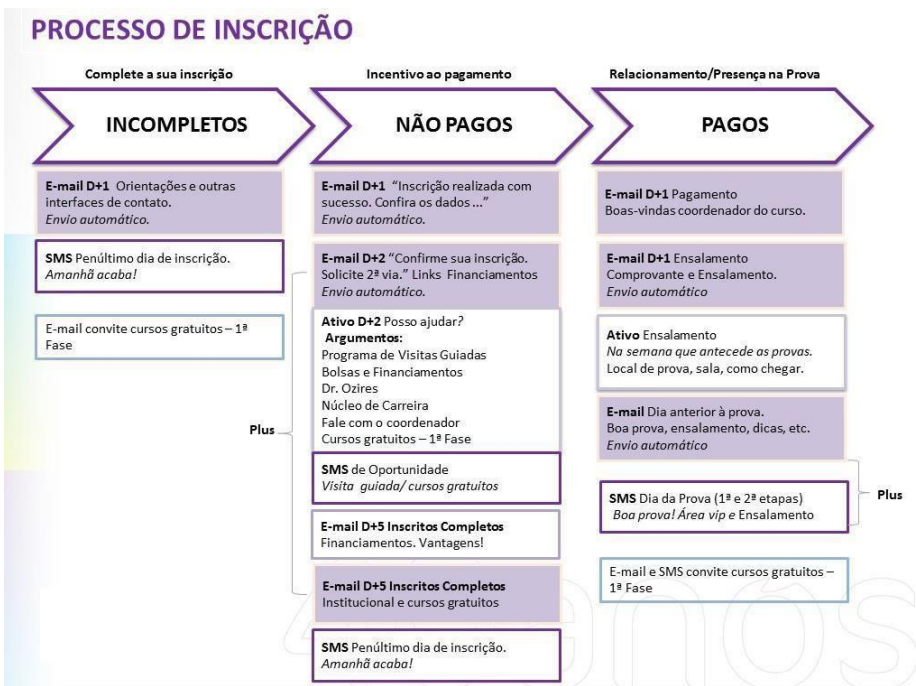 PROCESSO DE INSCRIÇÃO
Complete a sua inscrição
INCOMPLETOS
E-mail D+1 Orientações e outras
interfaces de contato.
Envio automático.
SMS Penúltimo dia de inscrição.
Amanhã acaba!
E-mail convite cursos gratuitos – 1ª
Fase
Incentivo ao pagamento
NÃO PAGOS
E-mail D+1 “Inscrição realizada com
sucesso. Confira os dados ...”
Envio automático.
E-mail D+2 “Confirme sua inscrição.
Solicite 2ª via.” Links Financiamentos
Envio automático.
Ativo D+2 Posso ajudar?
Argumentos:
Programa de Visitas Guiadas
Bolsas e Financiamentos
Dr. Ozires
Núcleo de Carreira
Fale com o coordenador
Cursos gratuitos – 1ª Fase
Plus
SMS de Oportunidade
Visita guiada/ cursos gratuitos
E-mail D+5 Inscritos Completos
Financiamentos. Vantagens!
E-mail D+5 Inscritos Completos
Institucional e cursos gratuitos
SMS Penúltimo dia de inscrição.
Amanhã acaba!
Relacionamento/Presença na Prova
PAGOS
E-mail D+1 Pagamento
Boas-vindas coordenador do curso.
E-mail D+1 Ensalamento
Comprovante e Ensalamento.
Envio automático
Ativo Ensalamento
Na semana que antecede as provas.
Local de prova, sala, como chegar.
E-mail Dia anterior à prova.
Boa prova, ensalamento, dicas, etc.
Envio automático
SMS Dia da Prova (1ª e 2ª etapas)
Boa prova! Área vip e Ensalamento
Plus
E-mail e SMS convite cursos gratuitos –
1ª Fase